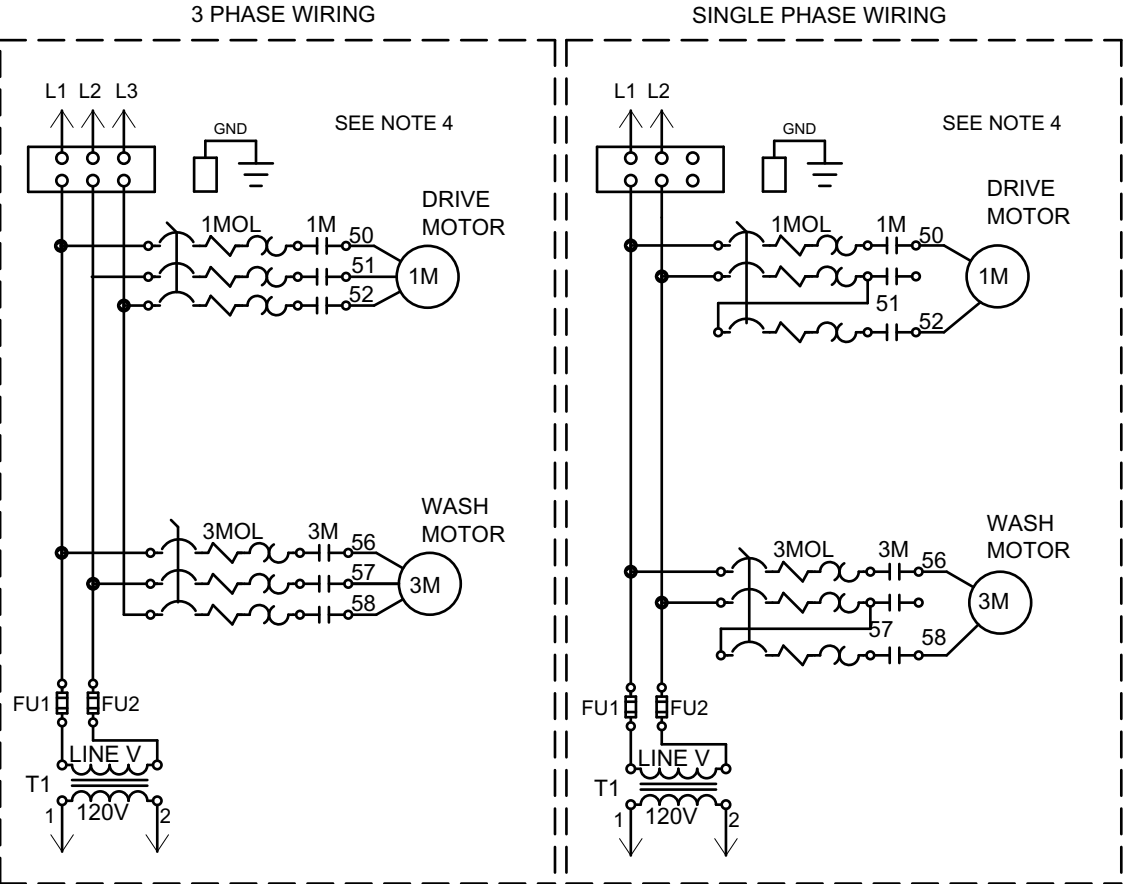 3 PHASE WIRING
L1 L2 L3
GND
SEE NOTE 4
DRIVE
MOTOR
1MOL
1M
50
51
52
1M
WASH
MOTOR
3MOL
3M
56
57
58
3M
FU1
FU2
LINE V
T1
120V
1
2
SINGLE PHASE WIRING
L1 L2
GND
SEE NOTE 4
DRIVE
MOTOR
1MOL
1M
50
51
52
1M
WASH
MOTOR
3MOL
3M
56
57
58
3M
FU1
FU2
LINE V
T1
120V
1
2